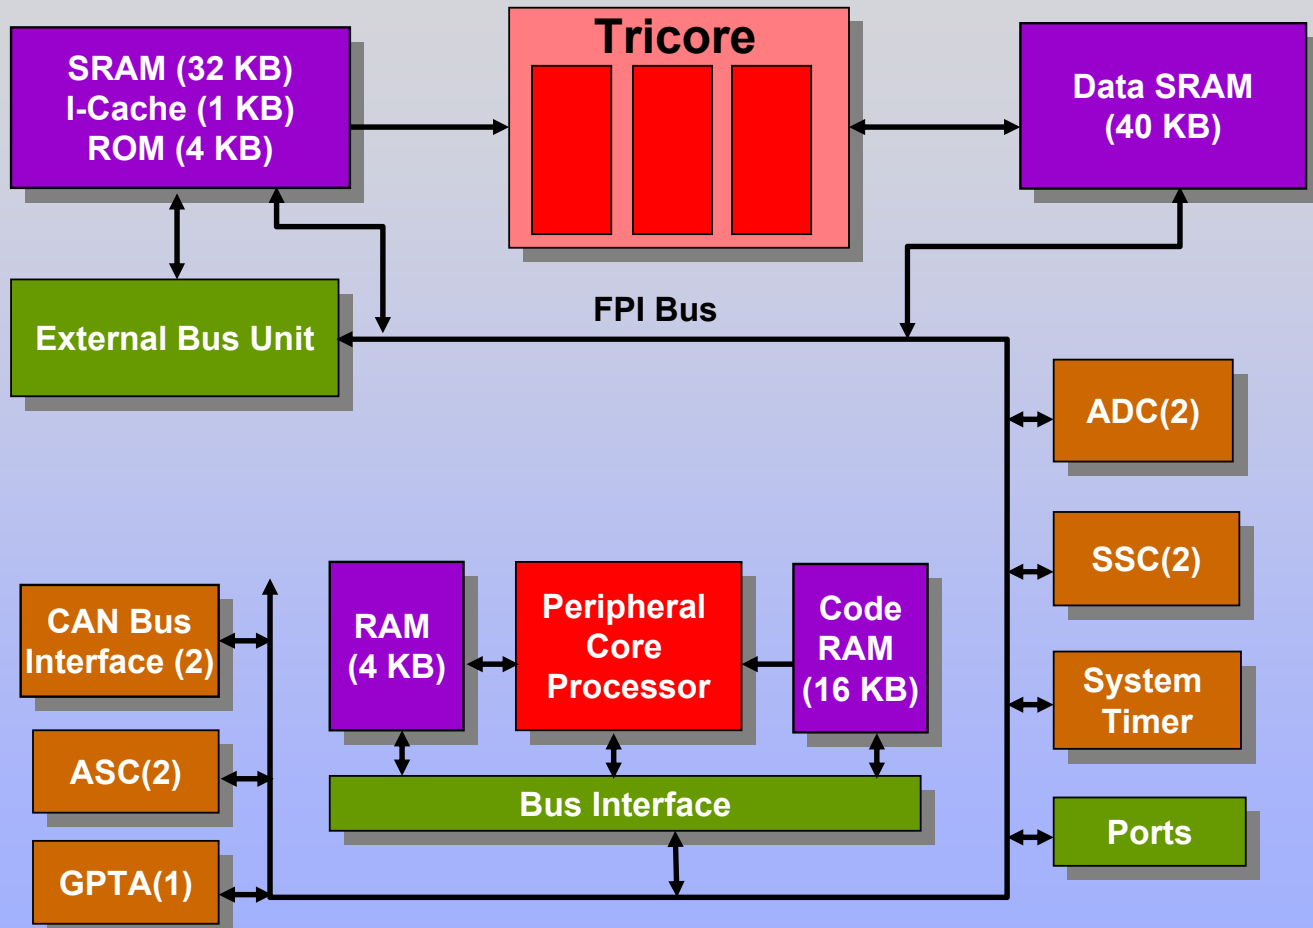 Tricore
SRAM (32 KB)
I-Cache (1 KB)
ROM (4 KB)
Data SRAM
(40 KB)
External Bus Unit
FPI Bus
ADC(2)
SSC(2)
System
Timer
Ports
CAN Bus
Interface (2)
ASC(2)
GPTA(1)
RAM
(4 KB)
Peripheral
Core
Processor
Code
RAM
(16 KB)
Bus Interface